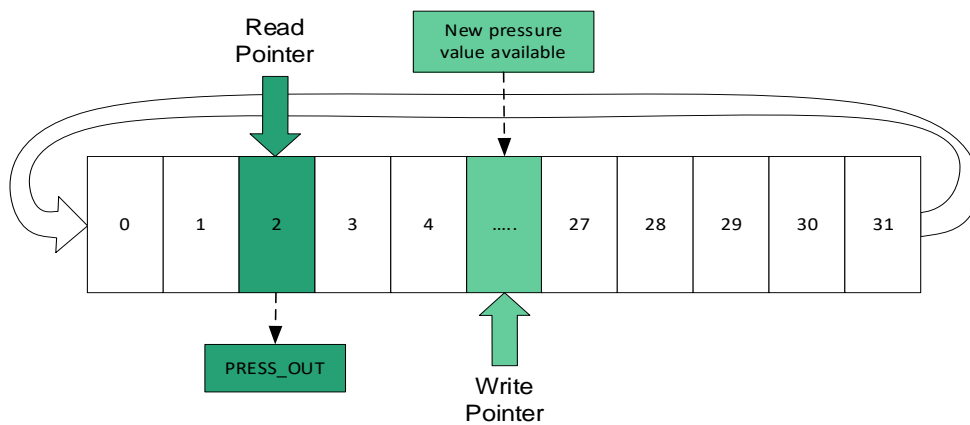 Read
Pointer
New pressure
value available
0 1 2 3 4 ..... 27 28 29 30 31
PRESS_OUT
Write
Pointer